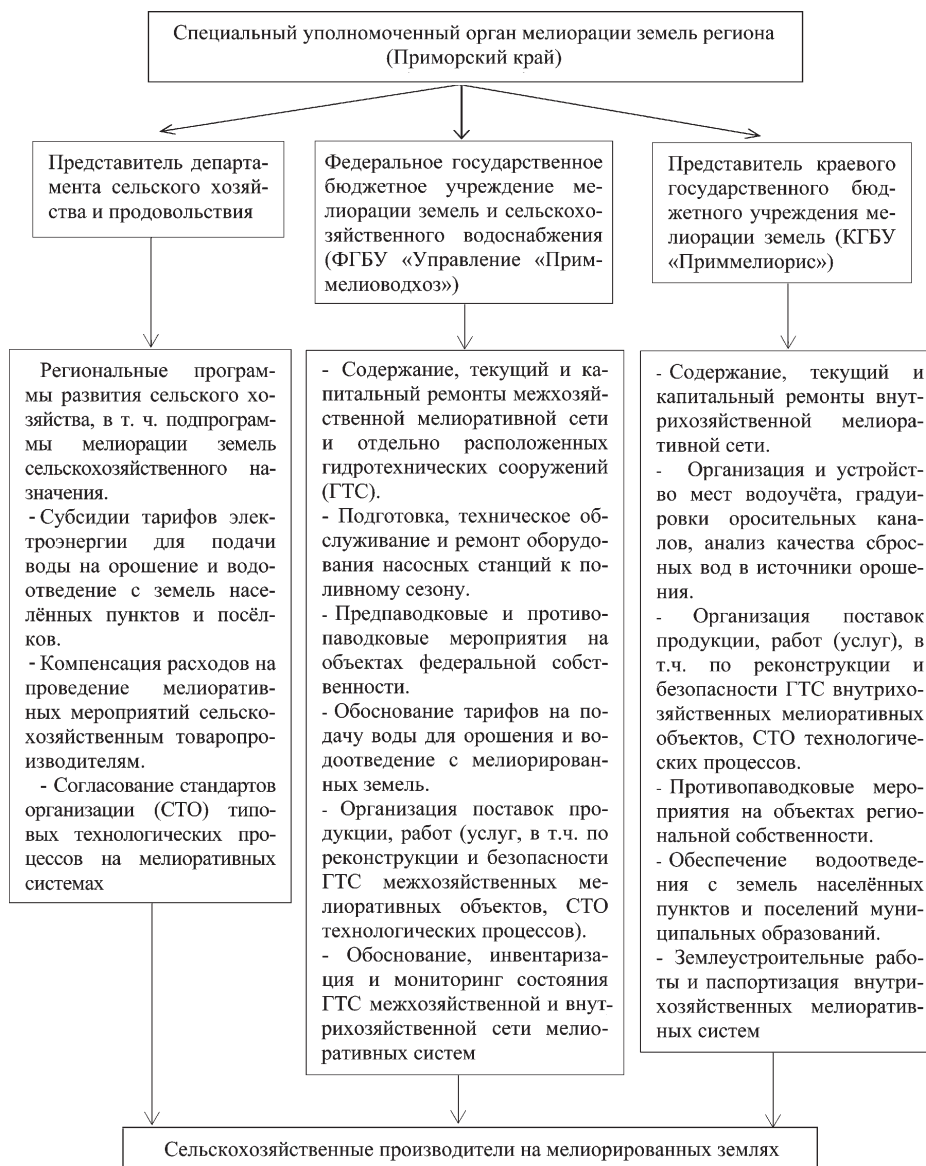 Специальный уполномоченный орган мелиорации земель региона
(Приморский край)
Представитель департа-
мента сельского хозяй-
ства и продовольствия
Федеральное государственное
бюджетное учреждение ме-
лиорации земель и сельскохо-
зяйственного водоснабжения
(ФГБУ «Управление «Прим-
мелиоводхоз»)
Представитель краевого
государственного бюд-
жетного учреждения ме-
лиорации земель (КГБУ
«Приммелиорис»)
Региональные програм-
мы развития сельского хо-
зяйства, в т. ч. подпрограм-
мы мелиорации земель
сельскохозяйственного на-
значения.
- Субсидии тарифов элек-
троэнергии для подачи
воды на орошение и водо-
отведение с земель насе-
лённых пунктов и посёл-
ков.
- Компенсация расходов на
проведение мелиоратив-
ных мероприятий сельско-
хозяйственным товаропро-
изводителям.
- Согласование стандартов
организации (СТО) типо-
вых технологических про-
цессов на мелиоративных
системах
- Содержание, текущий и ка-
питальный ремонты межхозяй-
ственной мелиоративной сети
и отдельно расположенных
гидротехнических сооружений
(ГТС).
- Подготовка, техническое об-
служивание и ремонт оборудо-
вания насосных станций к по-
ливному сезону.
- Предпаводковые и противо-
паводковые мероприятия на
объектах федеральной собст-
венности.
- Обоснование тарифов на по-
дачу воды для орошения и во-
доотведение с мелиорирован-
ных земель.
- Организация поставок про-
дукции, работ (услуг, в т.ч. по
реконструкции и безопасности
ГТС межхозяйственных ме-
лиоративных объектов, СТО
технологических процессов).
- Обоснование, инвентариза-
ция и мониторинг состояния
ГТС межхозяйственной и внут-
рихозяйственной сети мелио-
ративных систем
- Содержание, текущий и
капитальный ремонты внут-
рихозяйственной мелиора-
тивной сети.
- Организация и устройст-
во мест водоучёта, градуи-
ровки оросительных кана-
лов, анализ качества сброс-
ных вод в источники ороше-
ния.
- Организация поставок
продукции, работ (услуг), в
т.ч. по реконструкции и
безопасности ГТС внутрихо-
зяйственных мелиоративных
объектов, СТО технологиче-
ских процессов.
- Противопаводковые меро-
приятия на объектах регио-
нальной собственности.
- Обеспечение водоотведе-
ния с земель населённых
пунктов и поселений муни-
ципальных образований.
- Землеустроительные рабо-
ты и паспортизация внутри-
хозяйственных мелиоратив-
ных систем
Сельскохозяйственные производители на мелиорированных землях